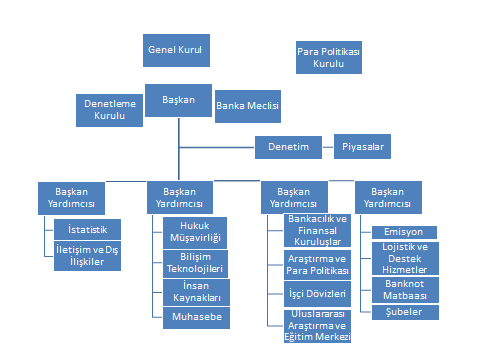 Genel Kurul
Para Politikası
Kurulu
Başkan
Denetleme
Kurulu
Banka Meclisi
Denetim
Piyasalar
Başkan
Yardımcısı
İstatistik
İletişim ve Dış
İlişkiler
Başkan
Yardımcısı
Hukuk
Müşavirliği
Bilişim
Teknolojileri
İnsan
Kaynakları
Muhasebe
Başkan
Yardımcısı
Bankacılık ve
Finansal
Kuruluşlar
Araştırma ve
Para Politikası
İşçi Dövizleri
Uluslararası
Araştırma ve
Eğitim Merkezi
Başkan
Yardımcısı
Emisyon
Lojistik ve
Destek
Hizmetler
Banknot
Matbaası
Şubeler